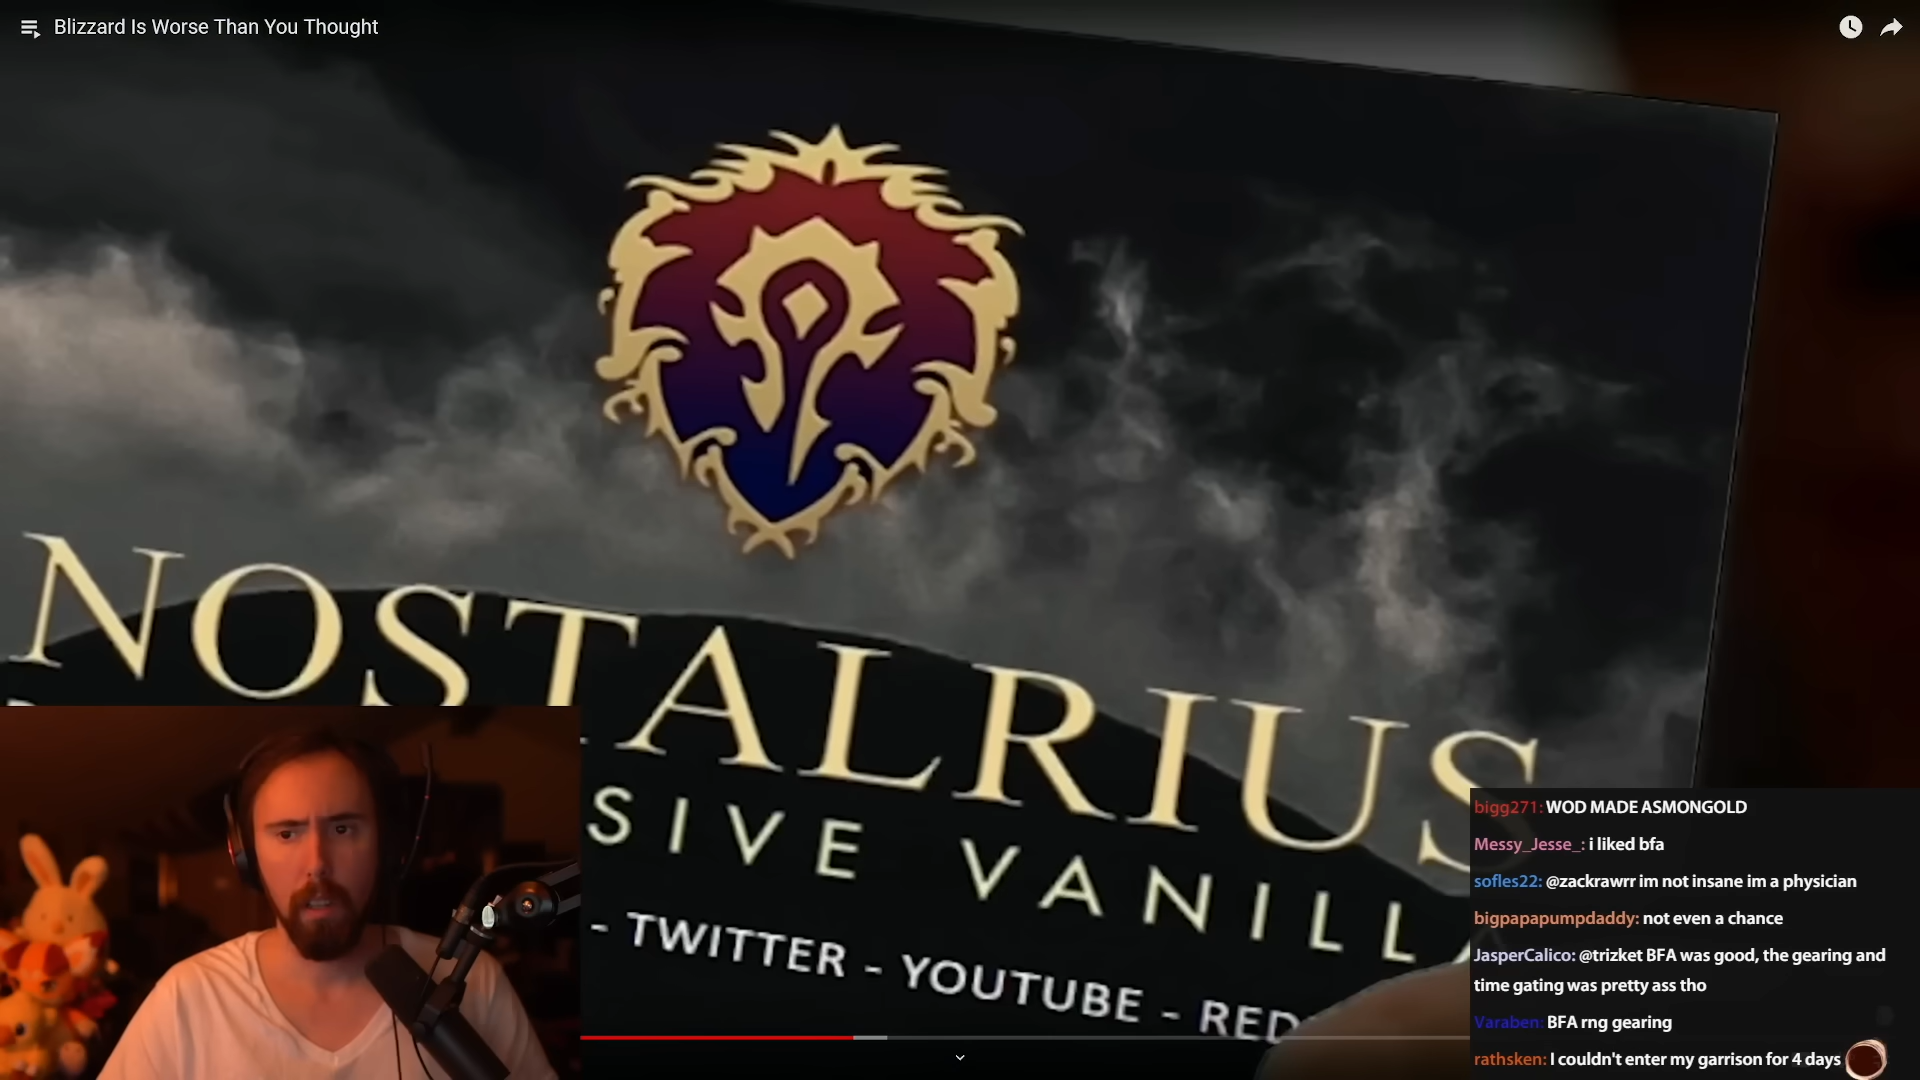 Blizzard Is Worse Than You Thought
NOSTALRIUS
SIVE VANILLA
- TWITTER - YOUTUBE - RED
bigg271: WOD MADE ASMONGOLD
Messy_Jesse_: i liked bfa
sofles22: @zackrawrr im not insane im a physician
bigpapapumpdaddy: not even a chance
JasperCalico: @trizket BFA was good, the gearing and
time gating was pretty ass tho
Varaben: BFA rng gearing
rathsken: I couldn't enter my garrison for 4 days